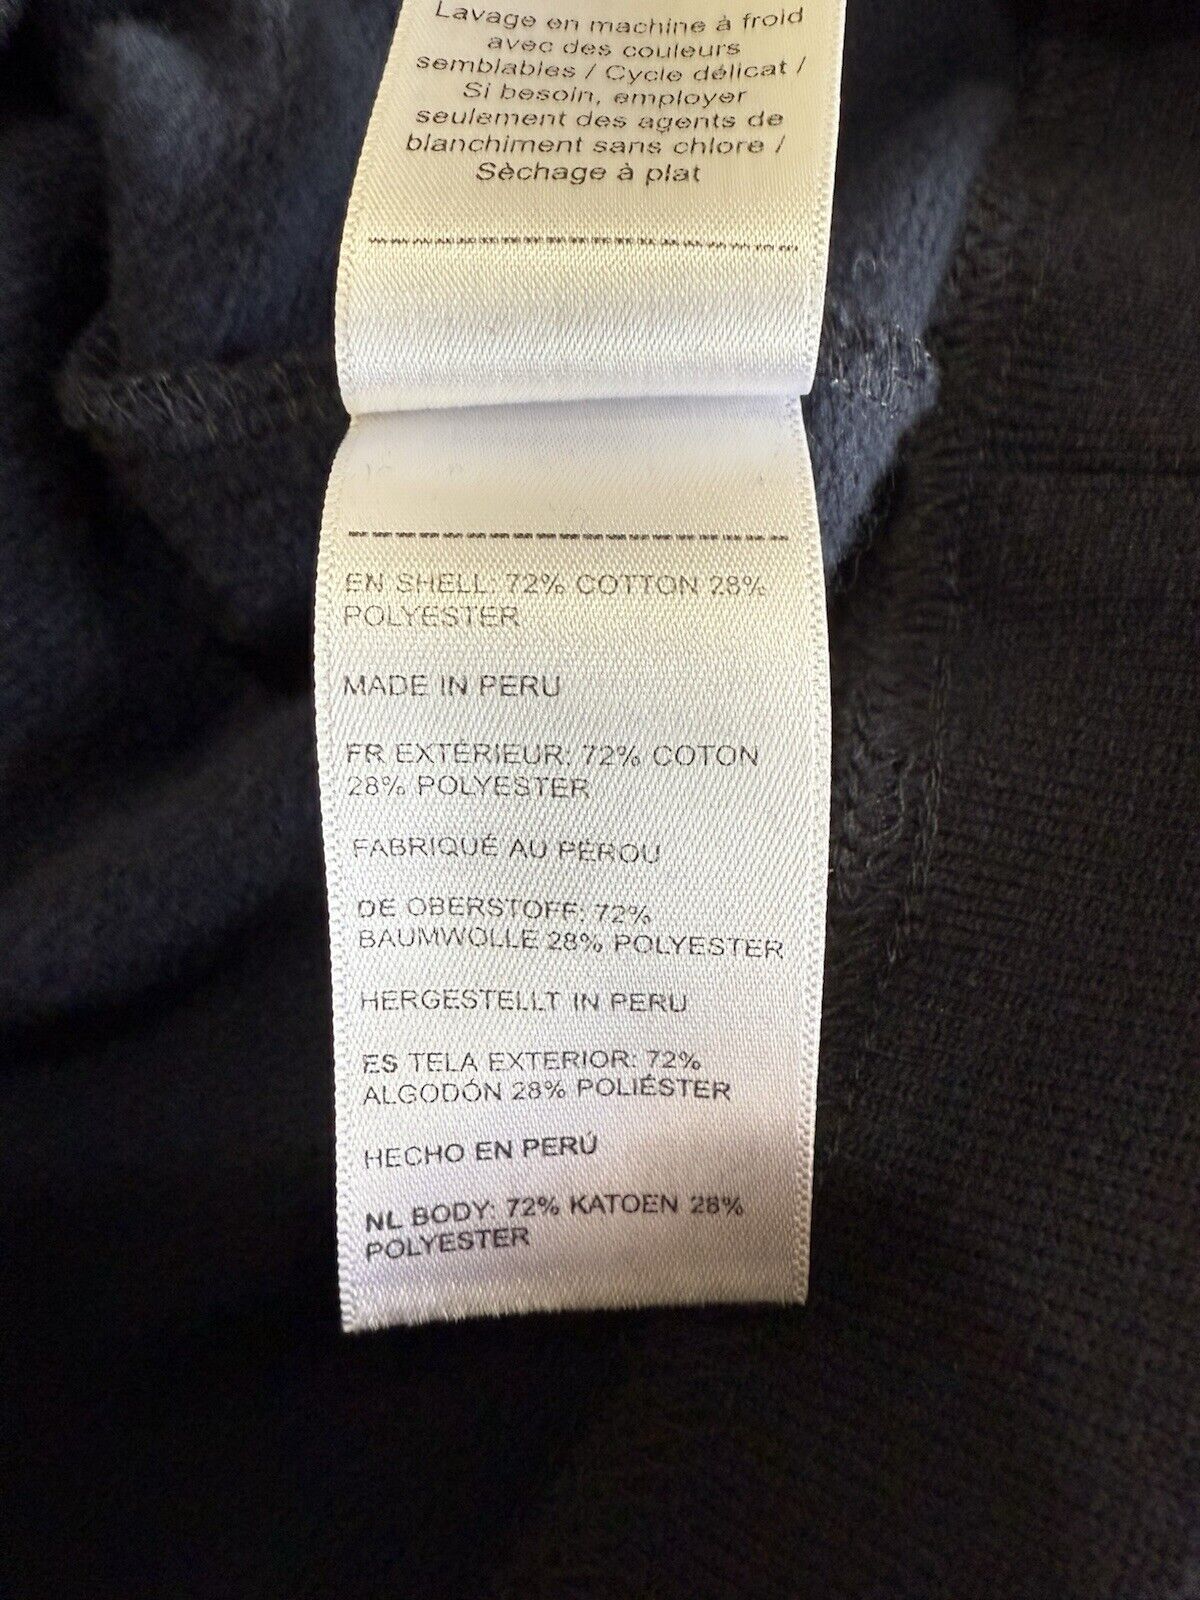 Lavage en machine à froid
avec des couleurs
semblables / Cycle délicat /
Si besoin, employer
seulement des agents de
blanchiment sans chlore /
Sèchage à plat
EN SHELL: 72% COTTON 28%
POLYESTER
MADE IN PERU
FR EXTÉRIEUR: 72% COTON
28% POLYESTER
FABRIQUÉ AU PÉROU
DE OBERSTOFF: 72%
BAUMWOLLE 28% POLYESTER
HERGESTELLT IN PERU
ES TELA EXTERIOR: 72%
ALGODÓN 28% POLIÉSTER
HECHO EN PERÚ
NL BODY: 72% KATOEN 28%
POLYESTER